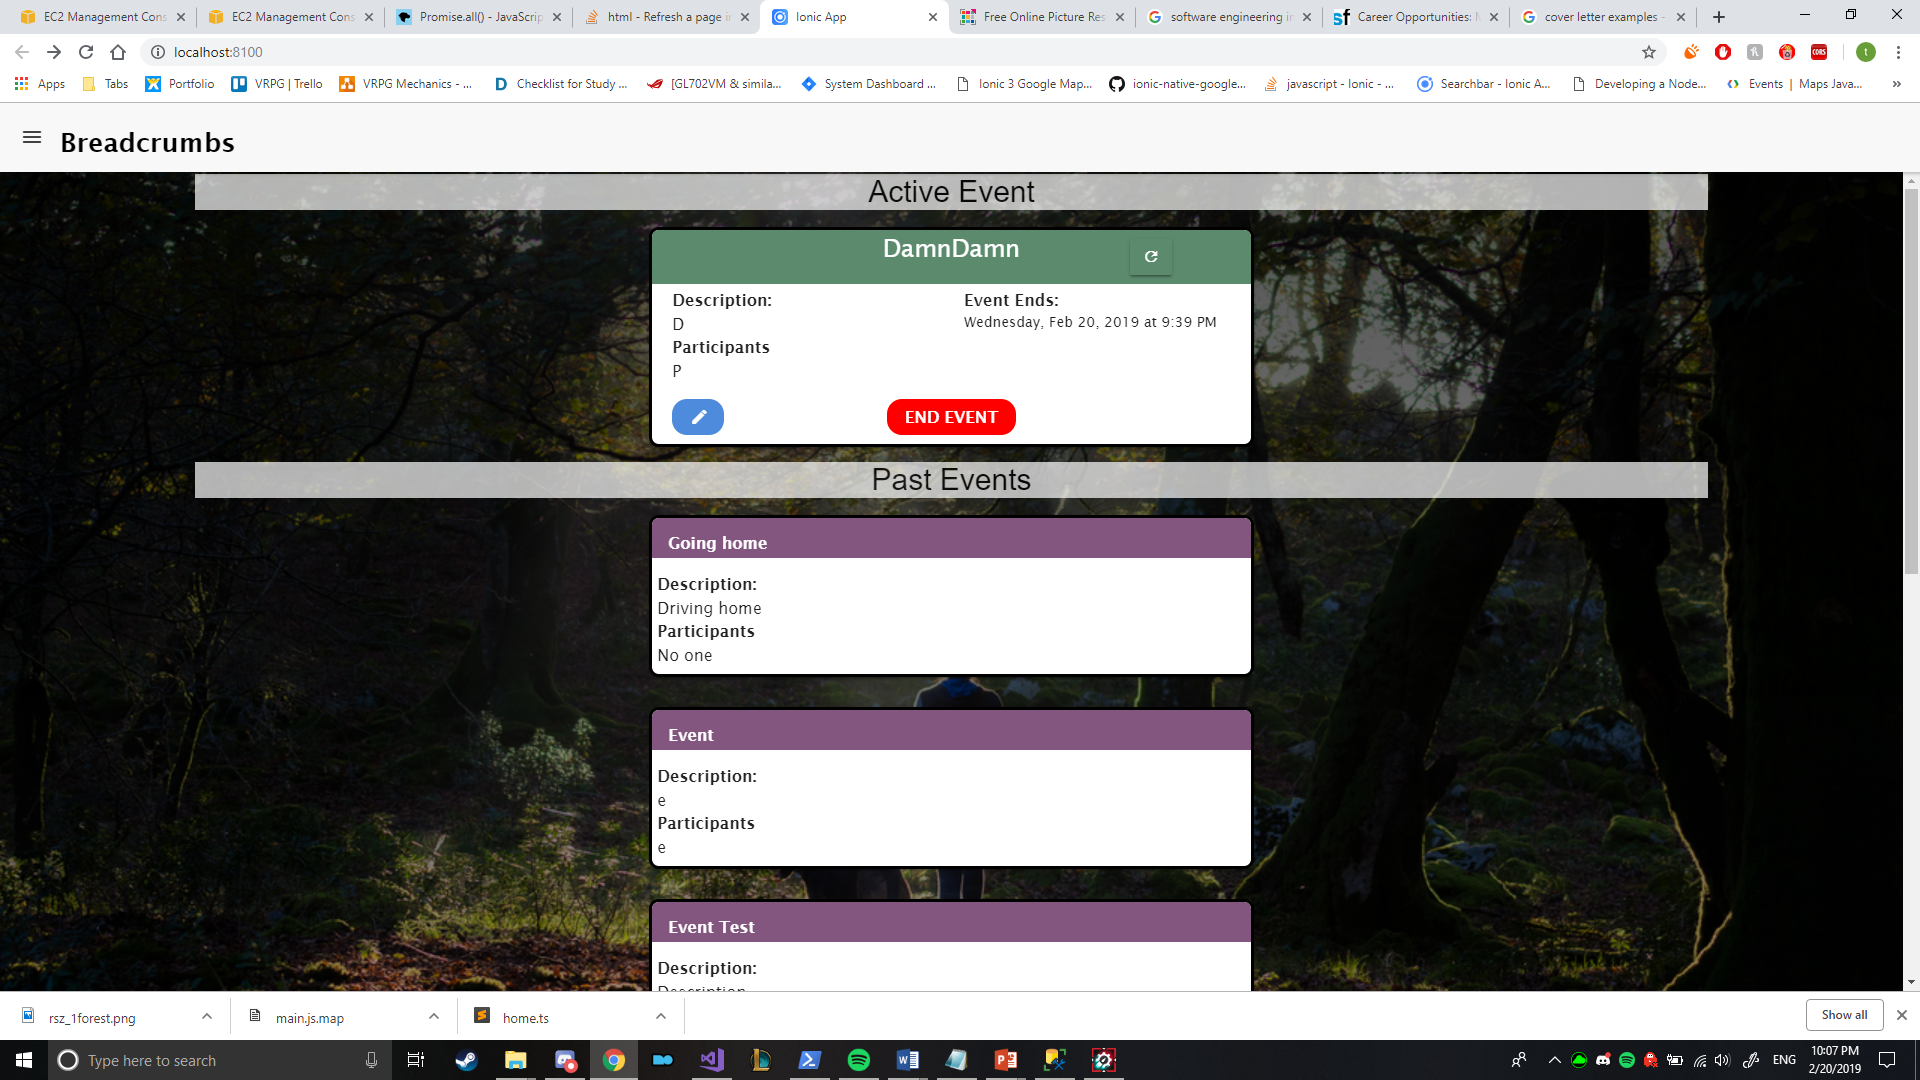 EC2 Management Cons
EC2 Management Cons
Promise.all() - JavaScrip
html - Refresh a page in
Ionic App
Free Online Picture Res
software engineering in
Career Opportunities: M
cover letter examples -
localhost:8100
t
Apps
Tabs
Portfolio
VRPG | Trello
VRPG Mechanics - ...
Checklist for Study ...
[GL702VM & simila...
System Dashboard ...
Ionic 3 Google Map...
ionic-native-google...
javascript - Ionic - ...
Searchbar - Ionic A...
Developing a Node...
Events | Maps Java...
»
Breadcrumbs
Active Event
DamnDamn
Description:
D
Participants
P
Event Ends:
Wednesday, Feb 20, 2019 at 9:39 PM
END EVENT
Past Events
Going home
Description:
Driving home
Participants
No one
Event
Description:
e
Participants
e
Event Test
Description:
Description
rsz_1forest.png
main.js.map
home.ts
Show all
Type here to search
ENG
10:07 PM
2/20/2019